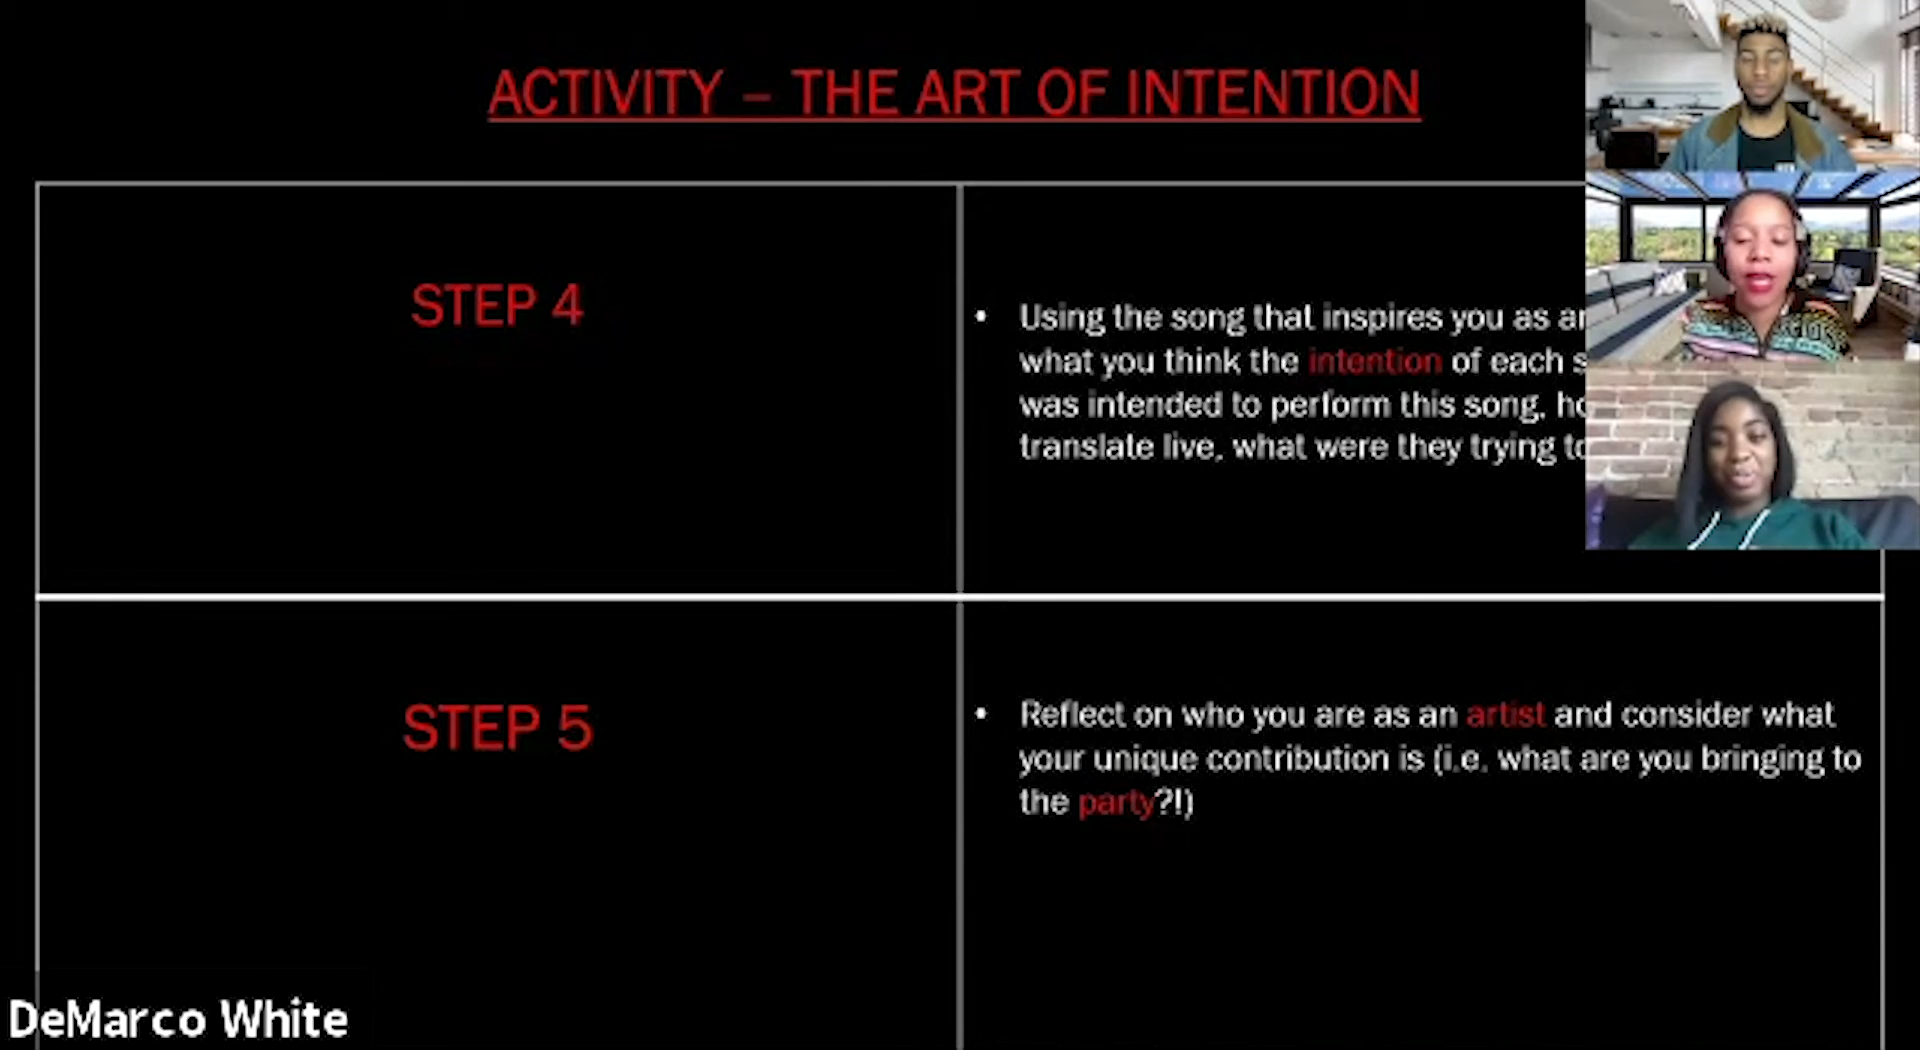 ACTIVITY – THE ART OF INTENTION
STEP 4
• Using the song that inspires you as
what you think the intention of each
was intended to perform this song, 
translate live, what were they trying
STEP 5
• Reflect on who you are as an artist and consider what
your unique contribution is (i.e. what are you bringing to
the party?!)
DeMarco White